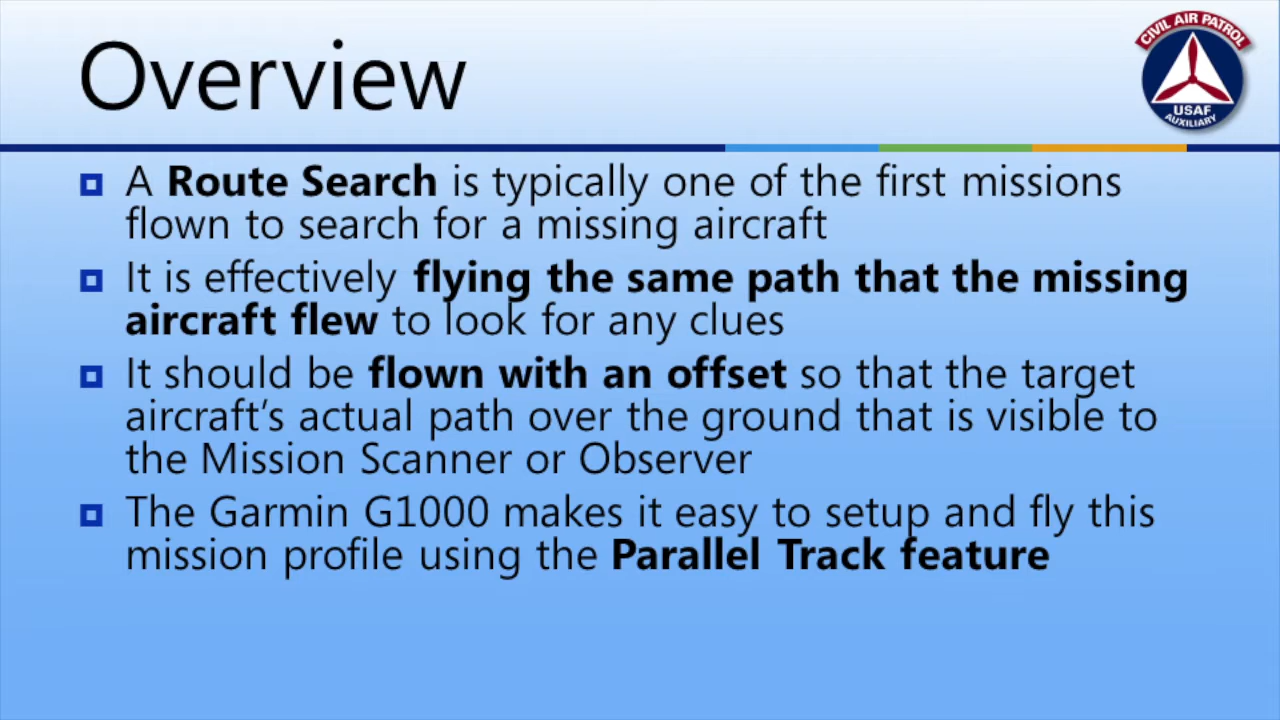 Overview
CIVIL AIR PATROL
USAF
AUXILIARY
A Route Search is typically one of the first missions
flown to search for a missing aircraft
It is effectively flying the same path that the missing
aircraft flew to look for any clues
It should be flown with an offset so that the target
aircraft's actual path over the ground that is visible to
the Mission Scanner or Observer
The Garmin G1000 makes it easy to setup and fly this
mission profile using the Parallel Track feature